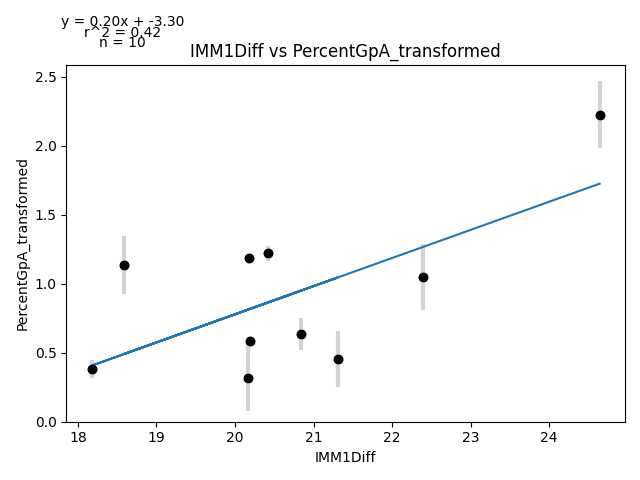 y = 0.20x + -3.30
r^2 = 0.42
n = 10
IMM1Diff vs PercentGpA_transformed
PercentGpA_transformed
2.5
2.0
1.5
1.0
0.5
0.0
18 19 20 21 22 23 24
IMM1Diff